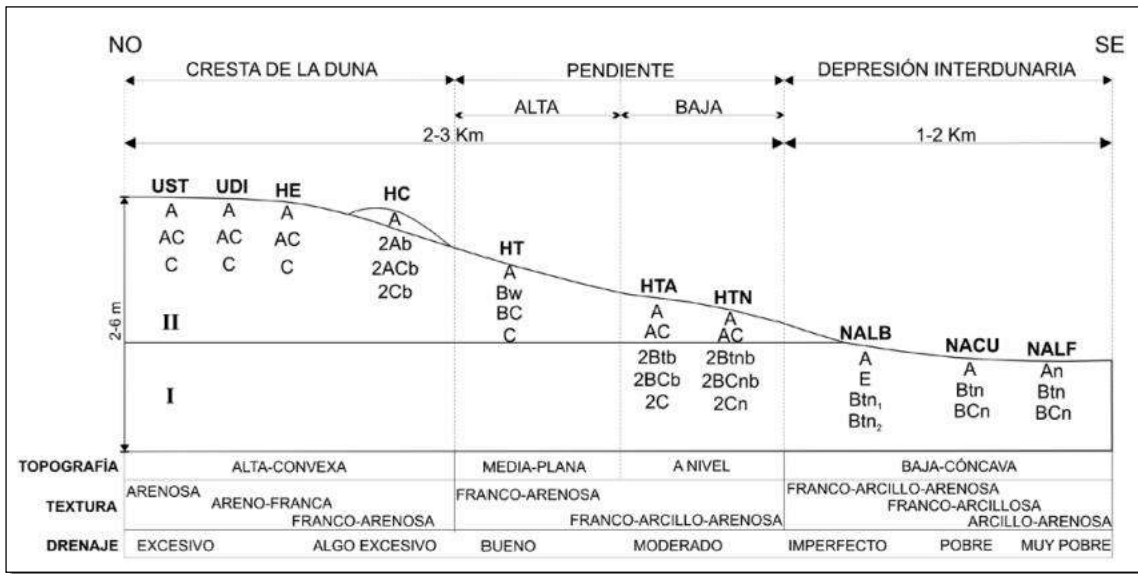 NO SE
CRESTA DE LA DUNA PENDIENTE DEPRESIÓN INTERDUNARIA
ALTA BAJA
2-3 Km 1-2 Km
UST UDI HE HC
A A A A
AC AC AC 2Ab
C C C 2ACb
2Cb
HT
A
Bw
BC
C
HTA HTN
A A
AC AC
2Btb 2Btnb
2BCb 2BCnb
2C 2Cn
NALB NACU NALF
A A An
E Btn Btn
Btn1 BCn BCn
Btn2
2-6 m
II
I
TOPOGRAFÍA ALTA-CONVEXA MEDIA-PLANA A NIVEL BAJA-CÓNCAVA
TEXTURA
ARENOSA FRANCO-ARENOSA FRANCO-ARCILLO-ARENOSA
ARENO-FRANCA FRANCO-ARCILLOSA
FRANCO-ARENOSA FRANCO-ARCILLO-ARENOSA ARCILLO-ARENOSA
DRENAJE EXCESIVO ALGO EXCESIVO BUENO MODERADO IMPERFECTO POBRE MUY POBRE